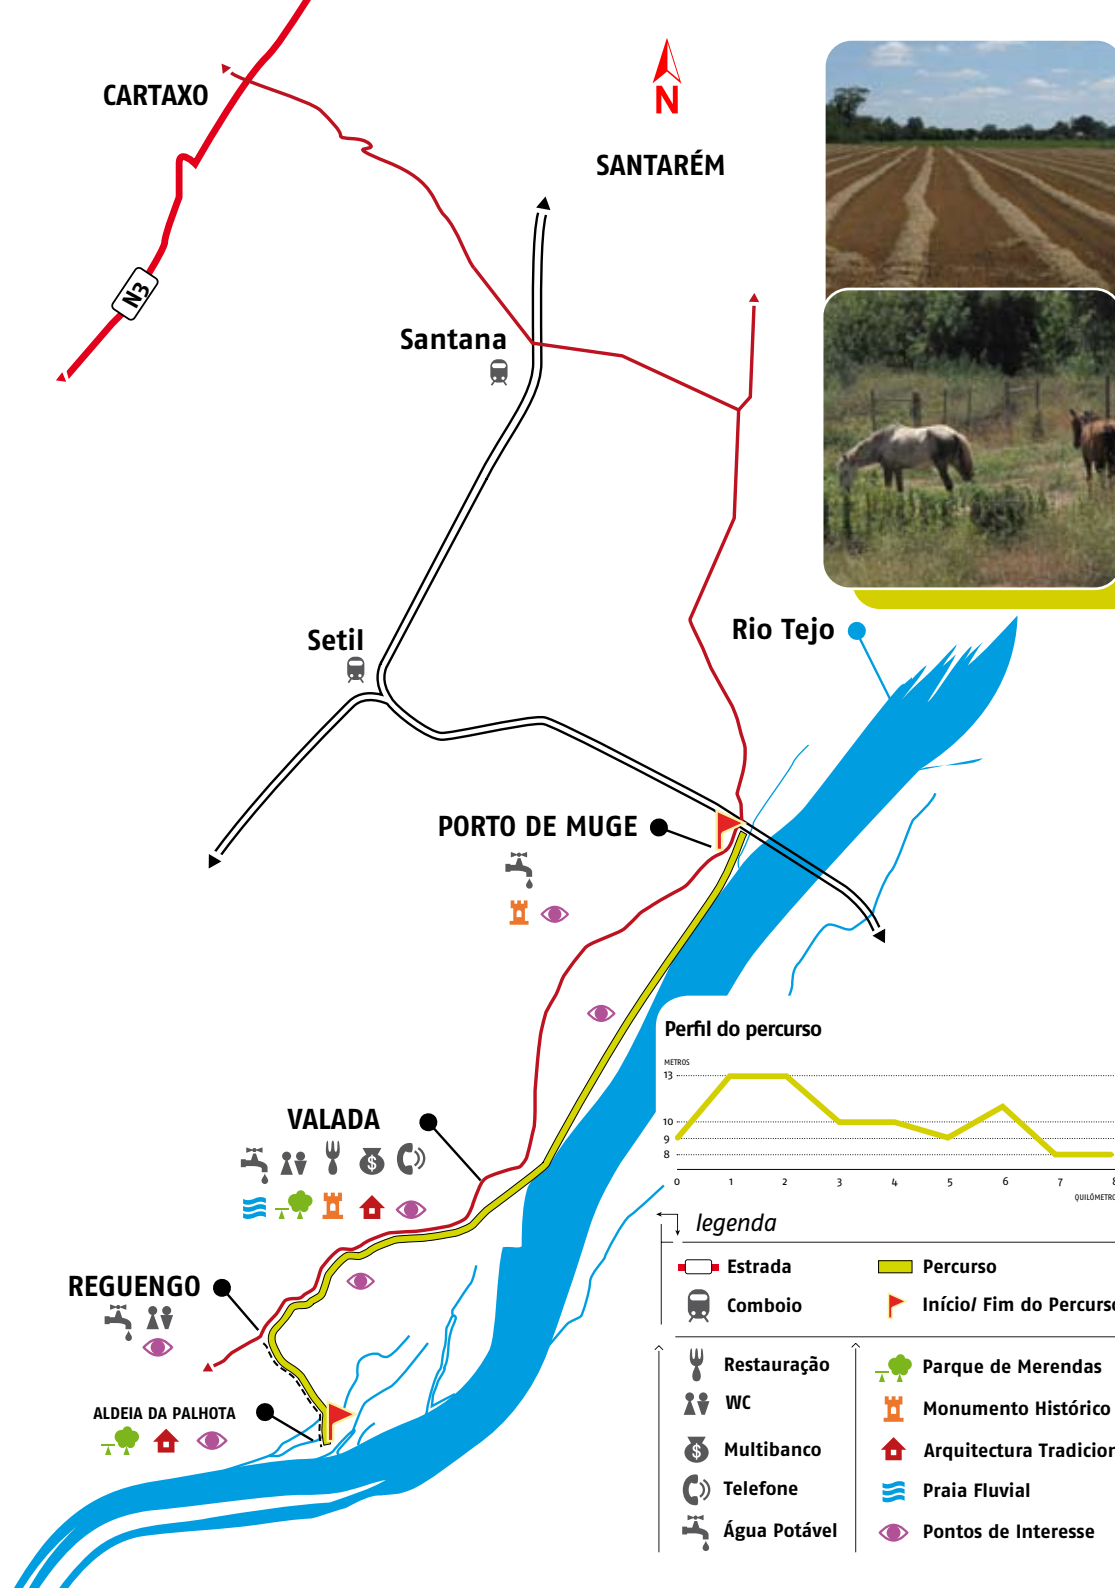 CARTAXO
N
SANTARÉM
N3
Santana
Setil
Rio Tejo
PORTO DE MUGE
Perfil do percurso
METROS
13
10
9
8
0 1 2 3 4 5 6 7 8
QUILÓMETRO
VALADA
REGUENGO
ALDEIA DA PALHOTA
legenda
Estrada
Percurso
Comboio
Início/ Fim do Percurso
Restauração
Parque de Merendas
WC
Monumento Histórico
Multibanco
Arquitectura Tradicion
Telefone
Praia Fluvial
Água Potável
Pontos de Interesse